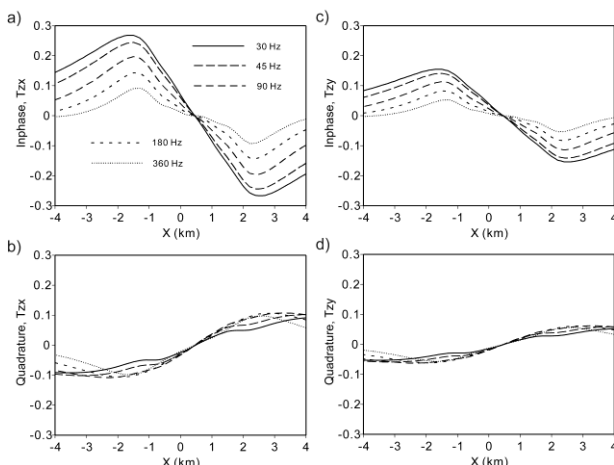 a)
0.3
0.2
0.1
0
-0.1
-0.2
-0.3
Inphase, Tzx
30 Hz
45 Hz
90 Hz
180 Hz
360 Hz
-4 -3 -2 -1 0 1 2 3 4
X (km)
c)
0.3
0.2
0.1
0
-0.1
-0.2
-0.3
Inphase, Tzy
-4 -3 -2 -1 0 1 2 3 4
X (km)
b)
0.3
0.2
0.1
0
-0.1
-0.2
-0.3
Quadrature, Tzx
-4 -3 -2 -1 0 1 2 3 4
X (km)
d)
0.3
0.2
0.1
0
-0.1
-0.2
-0.3
Quadrature, Tzy
-4 -3 -2 -1 0 1 2 3 4
X (km)